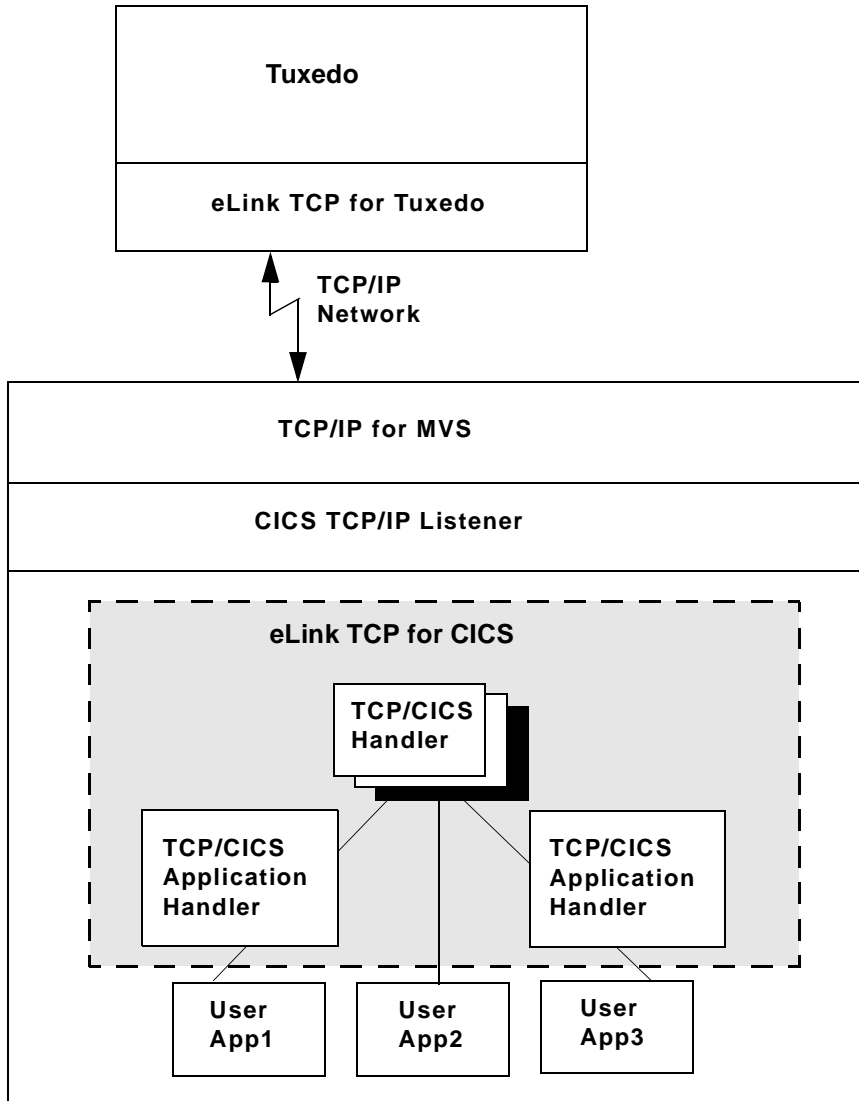 Tuxedo
eLink TCP for Tuxedo
TCP/IP
Network
TCP/IP for MVS
CICS TCP/IP Listener
eLink TCP for CICS
TCP/CICS
Handler
TCP/CICS
Application
Handler
TCP/CICS
Application
Handler
User
App1
User
App2
User
App3